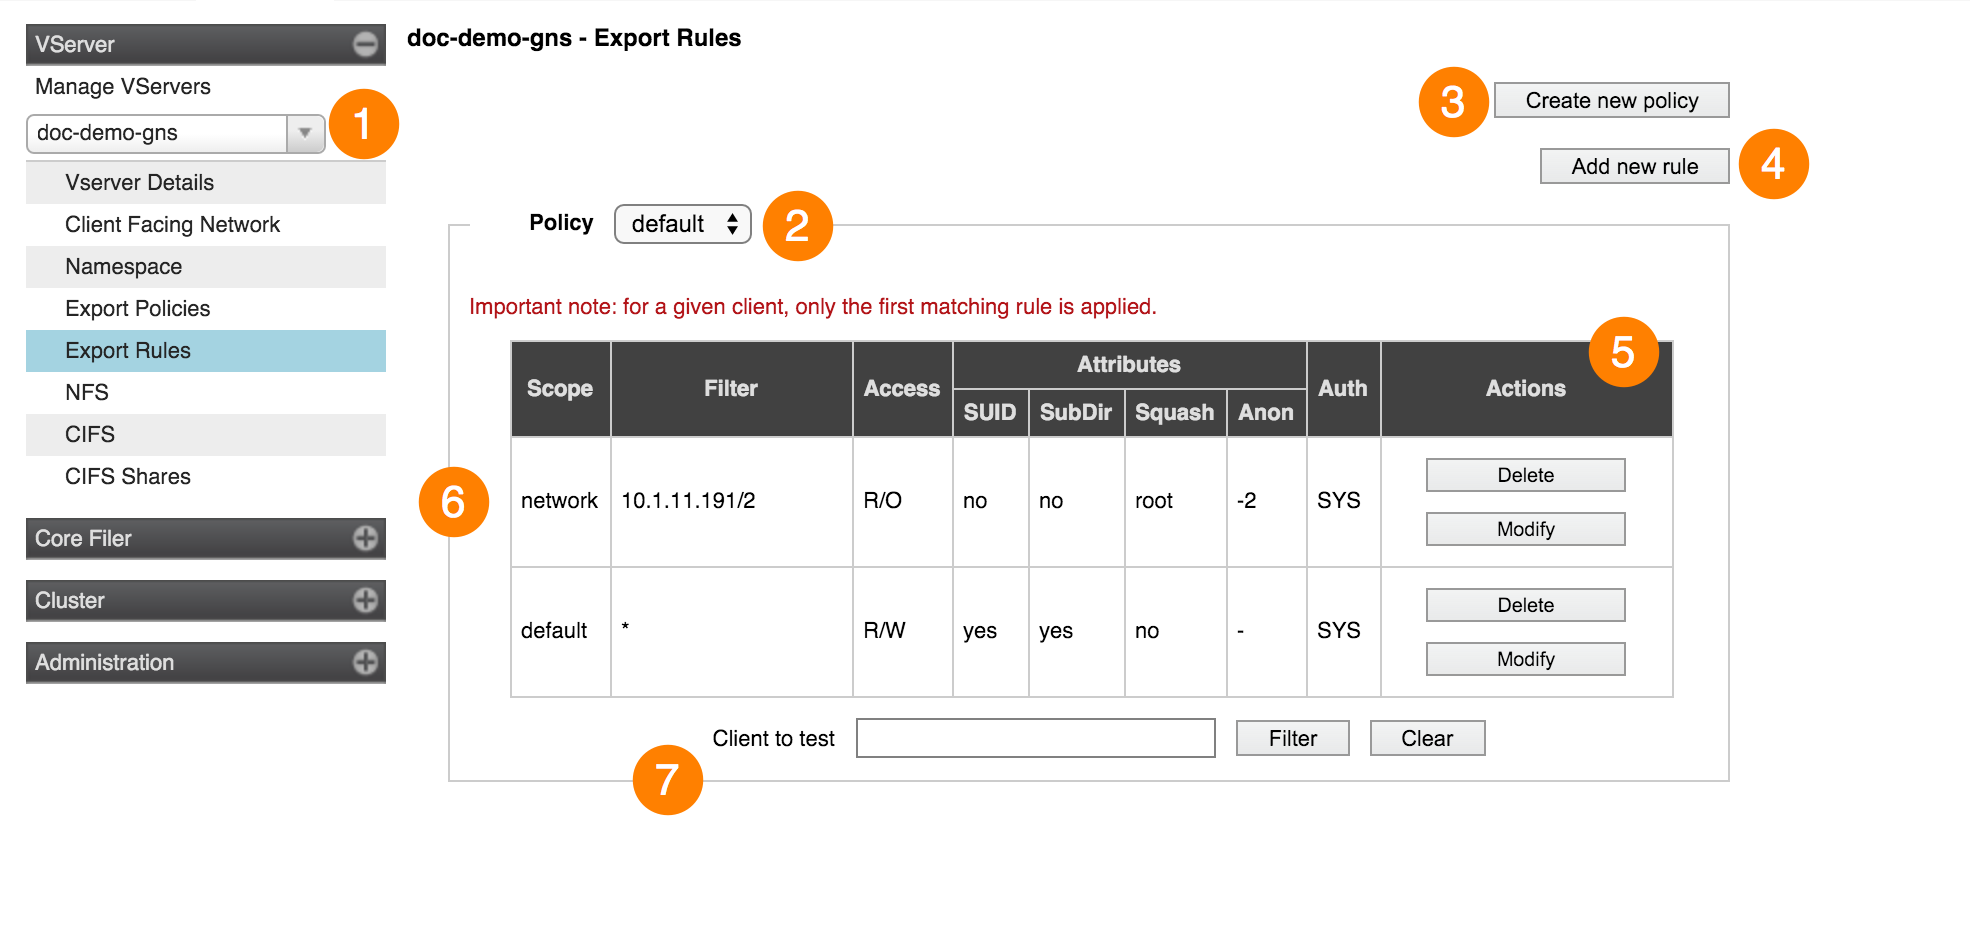 VServer
Manage VServers
doc-demo-gns
1
Vserver Details
Client Facing Network
Namespace
Export Policies
Export Rules
NFS
CIFS
CIFS Shares
Core Filer
Cluster
Administration
doc-demo-gns - Export Rules
3 Create new policy
Add new rule 4
Policy default 2
Important note: for a given client, only the first matching rule is applied.
5
Scope Filter Access Attributes Auth Actions
SUID SubDir Squash Anon
6 network 10.1.11.191/2 R/O no no root -2 SYS Delete
Modify
default * R/W yes yes no - SYS Delete
Modify
Client to test Filter Clear
7